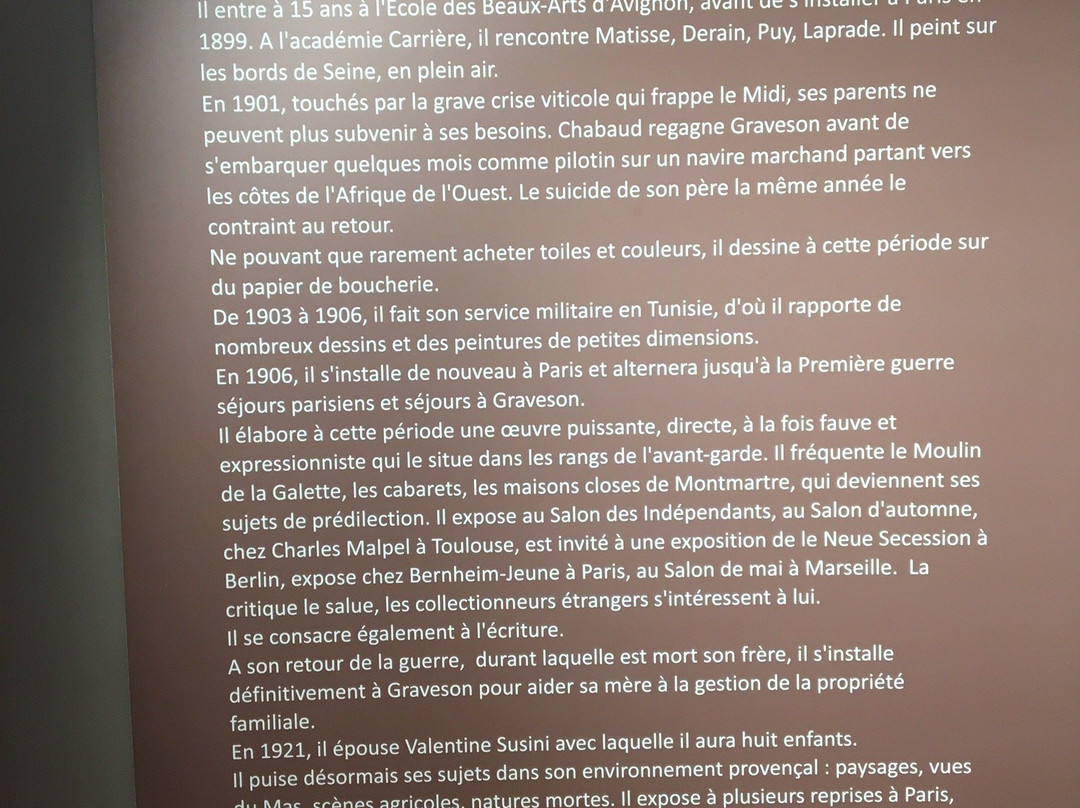 Il entre à 15 ans à l'Ecole des Beaux-Arts d'Avignon, avant de s'installer à Paris en
1899. A l'académie Carrière, il rencontre Matisse, Derain, Puy, Laprade. Il peint sur
les bords de Seine, en plein air.
En 1901, touchés par la grave crise viticole qui frappe le Midi, ses parents ne
peuvent plus subvenir à ses besoins. Chabaud regagne Graveson avant de
s'embarquer quelques mois comme pilotin sur un navire marchand partant vers
les côtes de l'Afrique de l'Ouest. Le suicide de son père la même année le
contraint au retour.
Ne pouvant que rarement acheter toiles et couleurs, il dessine à cette période sur
du papier de boucherie.
De 1903 à 1906, il fait son service militaire en Tunisie, d'où il rapporte de
nombreux dessins et des peintures de petites dimensions.
En 1906, il s'installe de nouveau à Paris et alternera jusqu'à la Première guerre
séjours parisiens et séjours à Graveson.
Il élabore à cette période une œuvre puissante, directe, à la fois fauve et
expressionniste qui le situe dans les rangs de l'avant-garde. Il fréquente le Moulin
de la Galette, les cabarets, les maisons closes de Montmartre, qui deviennent ses
sujets de prédilection. Il expose au Salon des Indépendants, au Salon d'automne,
chez Charles Malpel à Toulouse, est invité à une exposition de le Neue Secession à
Berlin, expose chez Bernheim-Jeune à Paris, au Salon de mai à Marseille.  La
critique le salue, les collectionneurs étrangers s'intéressent à lui.
Il se consacre également à l'écriture.
A son retour de la guerre,  durant laquelle est mort son frère, il s'installe
définitivement à Graveson pour aider sa mère à la gestion de la propriété
familiale.
En 1921, il épouse Valentine Susini avec laquelle il aura huit enfants.
Il puise désormais ses sujets dans son environnement provençal : paysages, vues
du Mas, scènes agricoles, natures mortes. Il expose à plusieurs reprises à Paris,